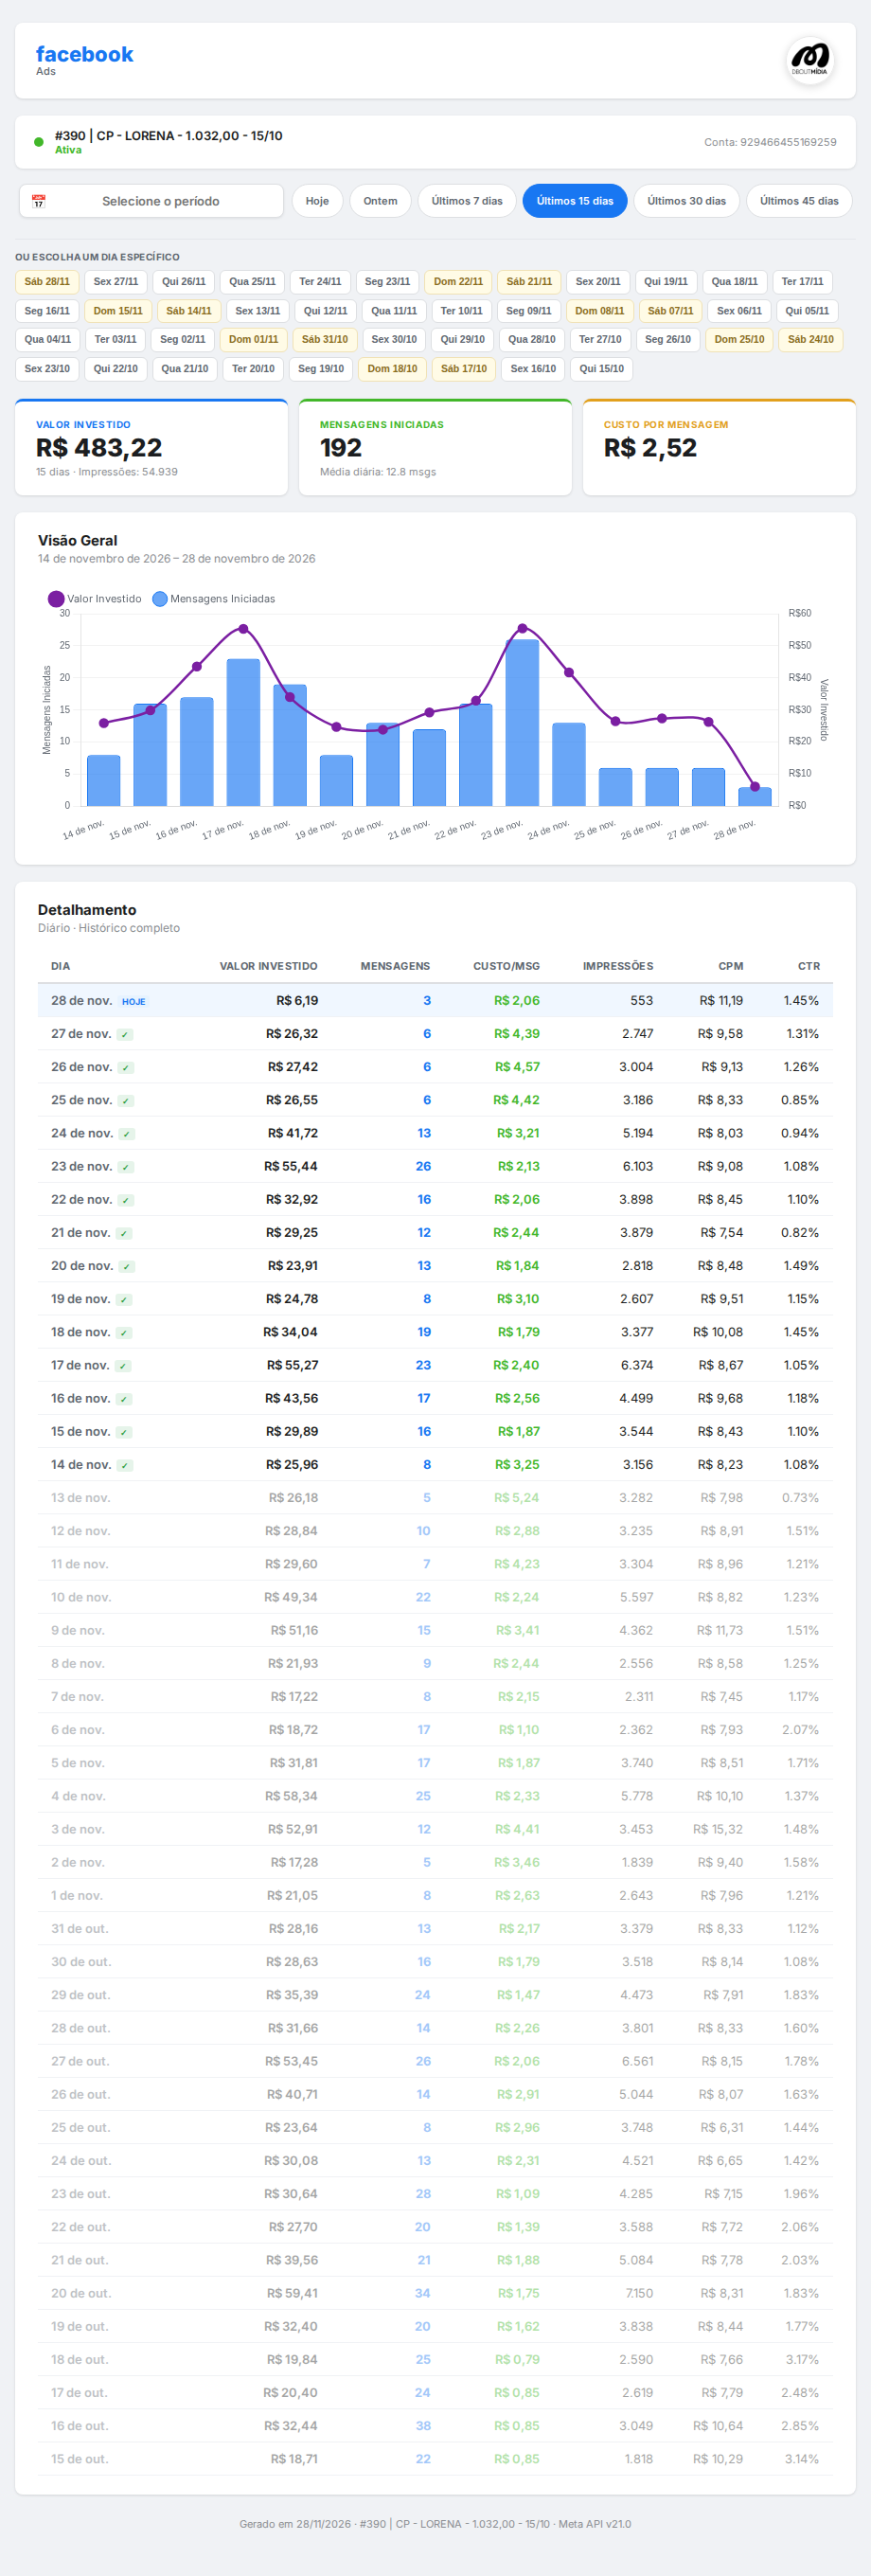 facebook
Ads
DBOUTMÍDIA
#390 | CP - LORENA - 1.032,00 - 15/10
Ativa
Conta: 929466455169259
Selecione o período
Hoje
Ontem
Últimos 7 dias
Últimos 15 dias
Últimos 30 dias
Últimos 45 dias
OU ESCOLHA UM DIA ESPECÍFICO
Sáb 28/11 Sex 27/11 Qui 26/11 Qua 25/11 Ter 24/11 Seg 23/11 Dom 22/11 Sáb 21/11 Sex 20/11 Qui 19/11 Qua 18/11 Ter 17/11
Seg 16/11 Dom 15/11 Sáb 14/11 Sex 13/11 Qui 12/11 Qua 11/11 Ter 10/11 Seg 09/11 Dom 08/11 Sáb 07/11 Sex 06/11 Qui 05/11
Qua 04/11 Ter 03/11 Seg 02/11 Dom 01/11 Sáb 31/10 Sex 30/10 Qui 29/10 Qua 28/10 Ter 27/10 Seg 26/10 Dom 25/10 Sáb 24/10
Sex 23/10 Qui 22/10 Qua 21/10 Ter 20/10 Seg 19/10 Dom 18/10 Sáb 17/10 Sex 16/10 Qui 15/10
VALOR INVESTIDO
R$ 483,22
15 dias · Impressões: 54.939
MENSAGENS INICIADAS
192
Média diária: 12.8 msgs
CUSTO POR MENSAGEM
R$ 2,52
Visão Geral
14 de novembro de 2026 – 28 de novembro de 2026
Valor Investido Mensagens Iniciadas
30 R$60
25 R$50
20 R$40
15 R$30
10 R$20
5 R$10
0 R$0
Mensagens Iniciadas
Valor Investido
14 de nov. 15 de nov. 16 de nov. 17 de nov. 18 de nov. 19 de nov. 20 de nov. 21 de nov. 22 de nov. 23 de nov. 24 de nov. 25 de nov. 26 de nov. 27 de nov. 28 de nov.
Detalhamento
Diário · Histórico completo
DIA VALOR INVESTIDO MENSAGENS CUSTO/MSG IMPRESSÕES CPM CTR
28 de nov. HOJE R$ 6,19 3 R$ 2,06 553 R$ 11,19 1.45%
27 de nov. ✓ R$ 26,32 6 R$ 4,39 2.747 R$ 9,58 1.31%
26 de nov. ✓ R$ 27,42 6 R$ 4,57 3.004 R$ 9,13 1.26%
25 de nov. ✓ R$ 26,55 6 R$ 4,42 3.186 R$ 8,33 0.85%
24 de nov. ✓ R$ 41,72 13 R$ 3,21 5.194 R$ 8,03 0.94%
23 de nov. ✓ R$ 55,44 26 R$ 2,13 6.103 R$ 9,08 1.08%
22 de nov. ✓ R$ 32,92 16 R$ 2,06 3.898 R$ 8,45 1.10%
21 de nov. ✓ R$ 29,25 12 R$ 2,44 3.879 R$ 7,54 0.82%
20 de nov. ✓ R$ 23,91 13 R$ 1,84 2.818 R$ 8,48 1.49%
19 de nov. ✓ R$ 24,78 8 R$ 3,10 2.607 R$ 9,51 1.15%
18 de nov. ✓ R$ 34,04 19 R$ 1,79 3.377 R$ 10,08 1.45%
17 de nov. ✓ R$ 55,27 23 R$ 2,40 6.374 R$ 8,67 1.05%
16 de nov. ✓ R$ 43,56 17 R$ 2,56 4.499 R$ 9,68 1.18%
15 de nov. ✓ R$ 29,89 16 R$ 1,87 3.544 R$ 8,43 1.10%
14 de nov. ✓ R$ 25,96 8 R$ 3,25 3.156 R$ 8,23 1.08%
13 de nov. R$ 26,18 5 R$ 5,24 3.282 R$ 7,98 0.73%
12 de nov. R$ 28,84 10 R$ 2,88 3.235 R$ 8,91 1.51%
11 de nov. R$ 29,60 7 R$ 4,23 3.304 R$ 8,96 1.21%
10 de nov. R$ 49,34 22 R$ 2,24 5.597 R$ 8,82 1.23%
9 de nov. R$ 51,16 15 R$ 3,41 4.362 R$ 11,73 1.51%
8 de nov. R$ 21,93 9 R$ 2,44 2.556 R$ 8,58 1.25%
7 de nov. R$ 17,22 8 R$ 2,15 2.311 R$ 7,45 1.17%
6 de nov. R$ 18,72 17 R$ 1,10 2.362 R$ 7,93 2.07%
5 de nov. R$ 31,81 17 R$ 1,87 3.740 R$ 8,51 1.71%
4 de nov. R$ 58,34 25 R$ 2,33 5.778 R$ 10,10 1.37%
3 de nov. R$ 52,91 12 R$ 4,41 3.453 R$ 15,32 1.48%
2 de nov. R$ 17,28 5 R$ 3,46 1.839 R$ 9,40 1.58%
1 de nov. R$ 21,05 8 R$ 2,63 2.643 R$ 7,96 1.21%
31 de out. R$ 28,16 13 R$ 2,17 3.379 R$ 8,33 1.12%
30 de out. R$ 28,63 16 R$ 1,79 3.518 R$ 8,14 1.08%
29 de out. R$ 35,39 24 R$ 1,47 4.473 R$ 7,91 1.83%
28 de out. R$ 31,66 14 R$ 2,26 3.801 R$ 8,33 1.60%
27 de out. R$ 53,45 26 R$ 2,06 6.561 R$ 8,15 1.78%
26 de out. R$ 40,71 14 R$ 2,91 5.044 R$ 8,07 1.63%
25 de out. R$ 23,64 8 R$ 2,96 3.748 R$ 6,31 1.44%
24 de out. R$ 30,08 13 R$ 2,31 4.521 R$ 6,65 1.42%
23 de out. R$ 30,64 28 R$ 1,09 4.285 R$ 7,15 1.96%
22 de out. R$ 27,70 20 R$ 1,39 3.588 R$ 7,72 2.06%
21 de out. R$ 39,56 21 R$ 1,88 5.084 R$ 7,78 2.03%
20 de out. R$ 59,41 34 R$ 1,75 7.150 R$ 8,31 1.83%
19 de out. R$ 32,40 20 R$ 1,62 3.838 R$ 8,44 1.77%
18 de out. R$ 19,84 25 R$ 0,79 2.590 R$ 7,66 3.17%
17 de out. R$ 20,40 24 R$ 0,85 2.619 R$ 7,79 2.48%
16 de out. R$ 32,44 38 R$ 0,85 3.049 R$ 10,64 2.85%
15 de out. R$ 18,71 22 R$ 0,85 1.818 R$ 10,29 3.14%
Gerado em 28/11/2026 · #390 | CP - LORENA - 1.032,00 - 15/10 · Meta API v21.0